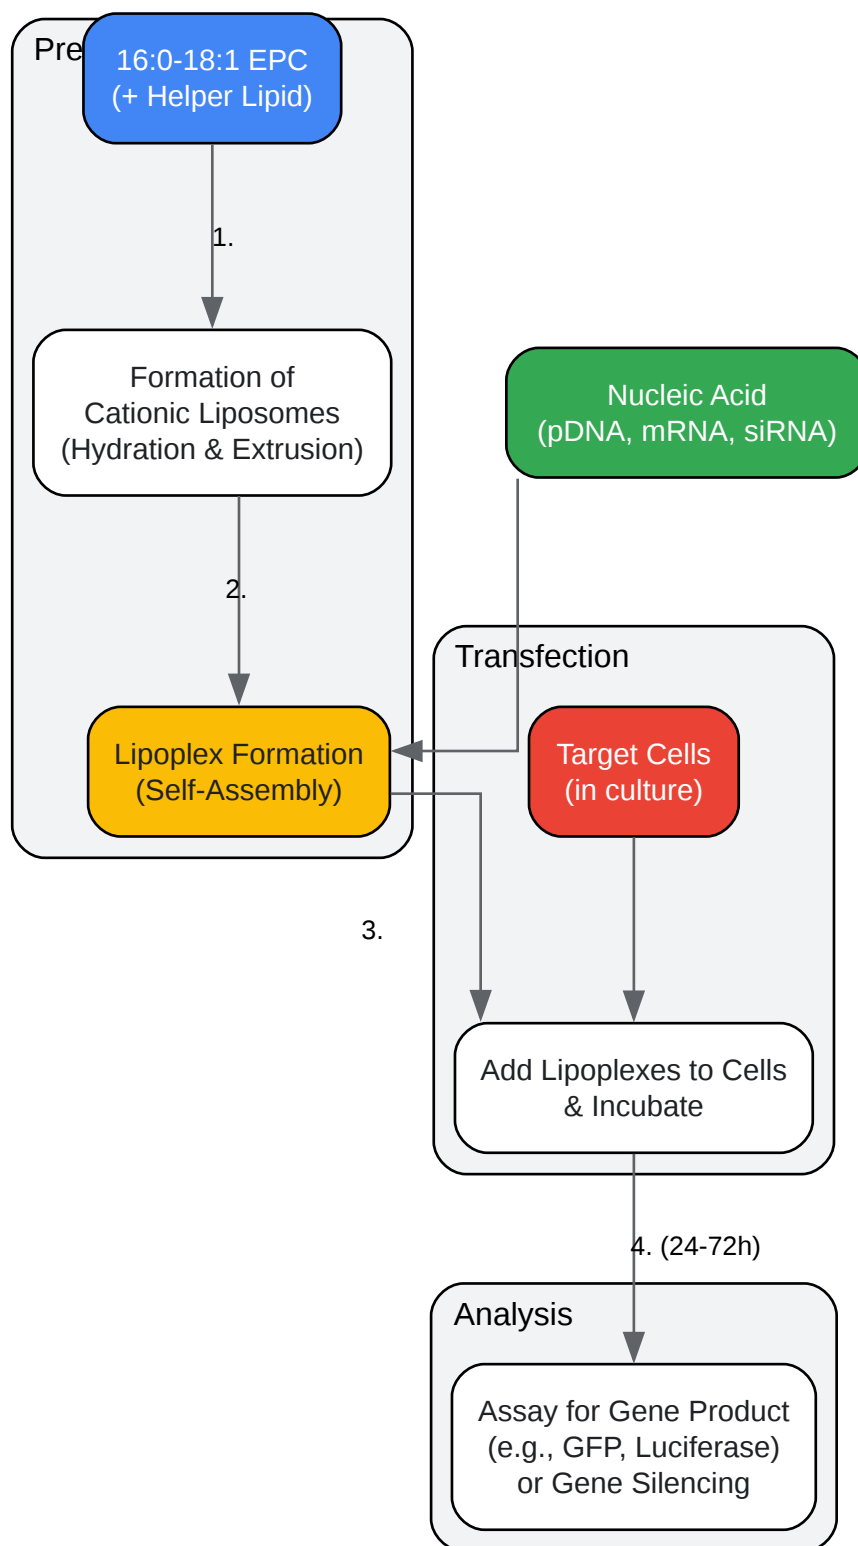 Pre
16:0-18:1 EPC
(+ Helper Lipid)
1.
Formation of
Cationic Liposomes
(Hydration & Extrusion)
Nucleic Acid
(pDNA, mRNA, siRNA)
2.
Transfection
Lipoplex Formation
(Self-Assembly)
Target Cells
(in culture)
3.
Add Lipoplexes to Cells
& Incubate
4. (24-72h)
Analysis
Assay for Gene Product
(e.g., GFP, Luciferase)
or Gene Silencing